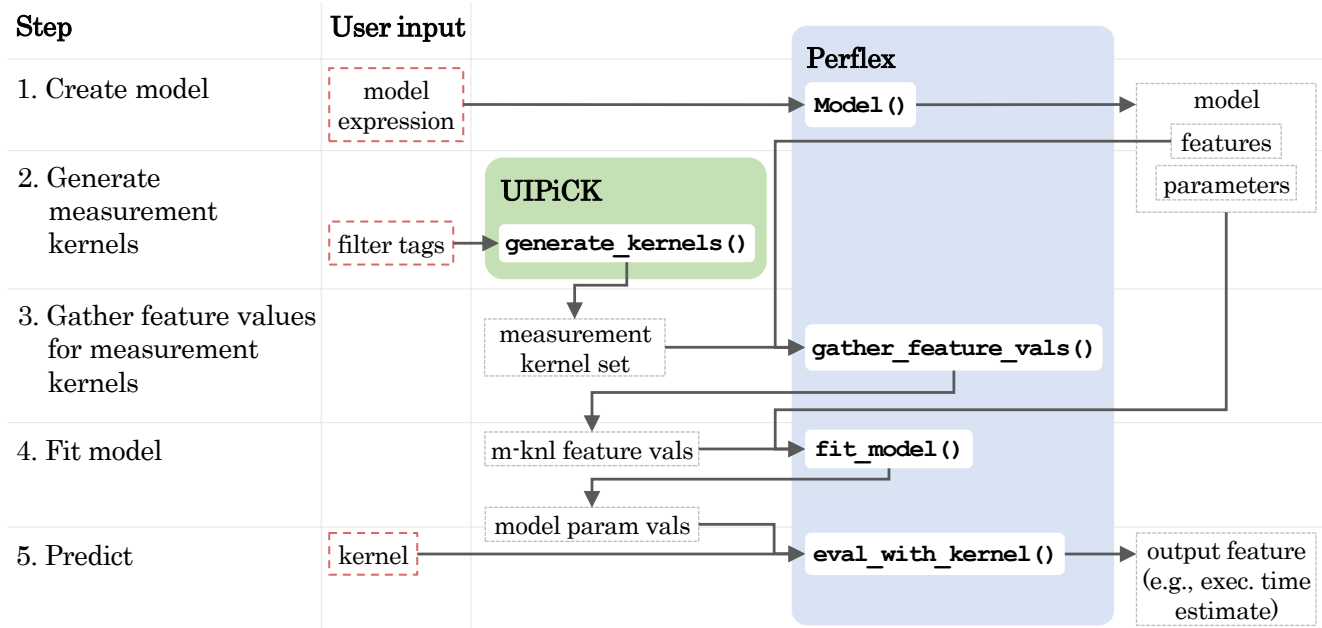 Step
User input
Perflex
1. Create model
model
expression
Model()
model
features
parameters
2. Generate
measurement
kernels
UIPiCK
filter tags
generate_kernels()
3. Gather feature values
for measurement
kernels
measurement
kernel set
gather_feature_vals()
4. Fit model
m-knl feature vals
fit_model()
model param vals
5. Predict
kernel
eval_with_kernel()
output feature
(e.g., exec. time
estimate)